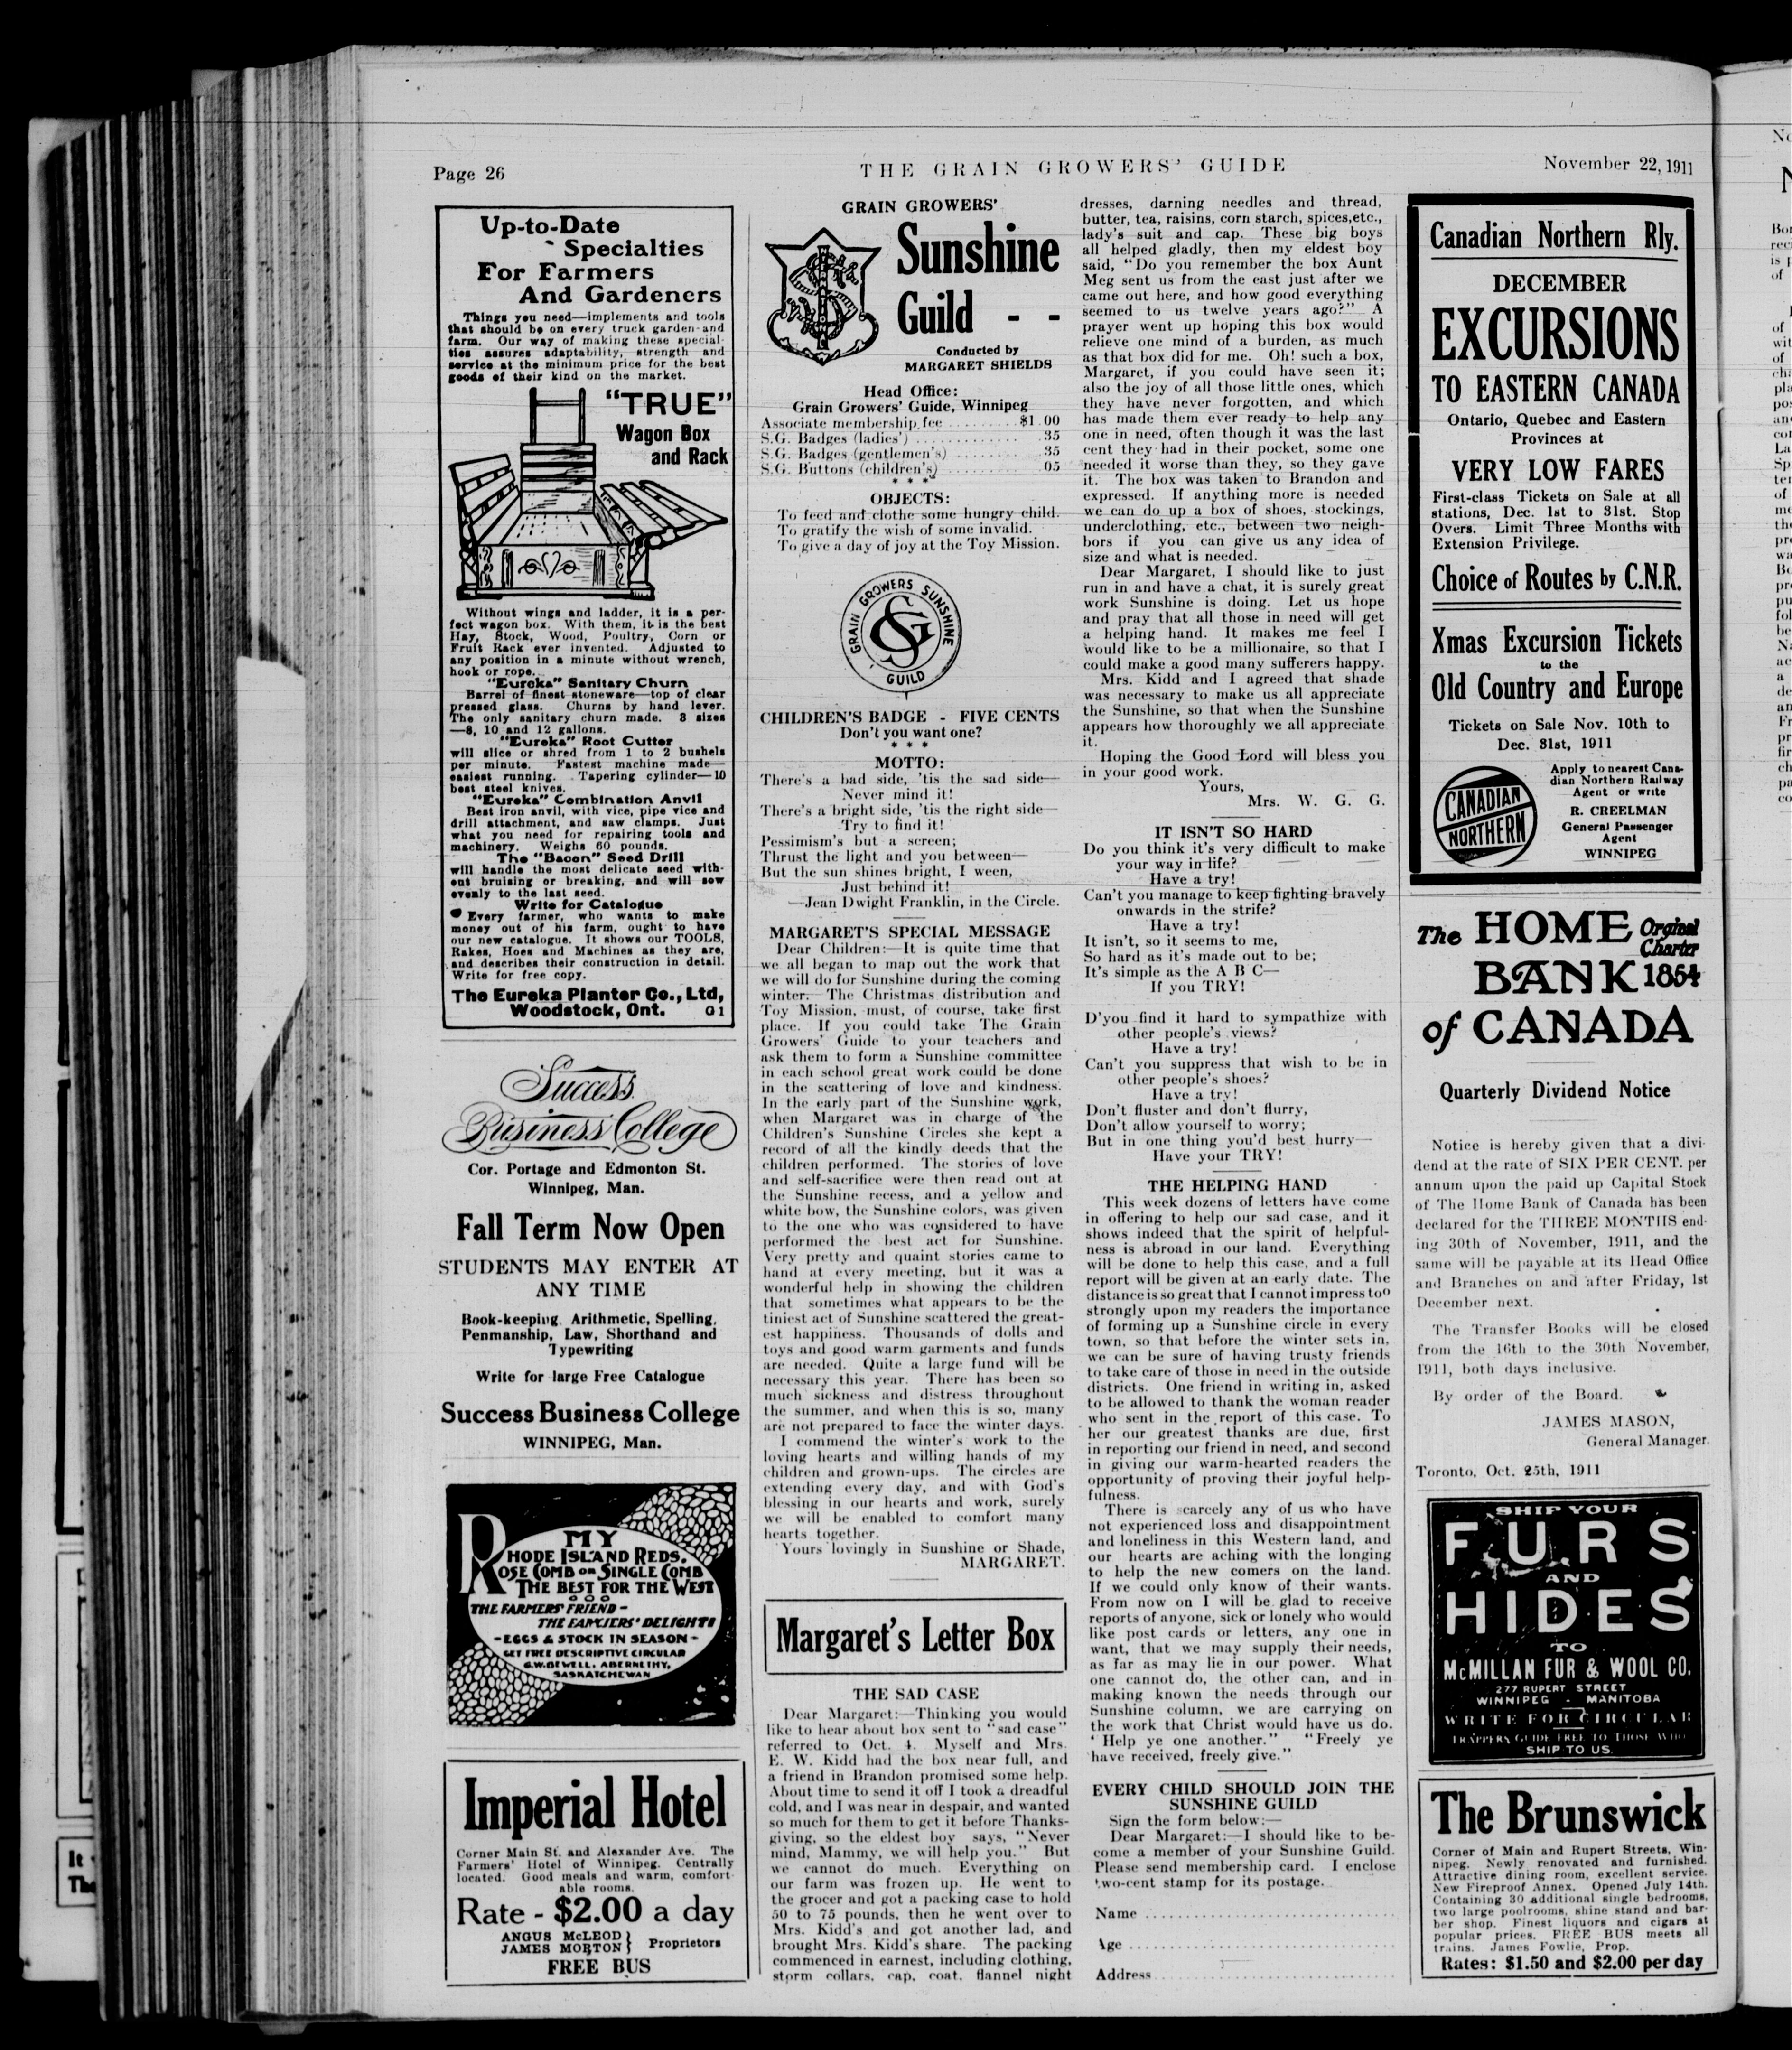 Page 26
THE GRAIN GROWERS' GUIDE
November 22, 1911
Up-to-Date
Specialties
For Farmers
And Gardeners
Things you need—implements and tools
that should be on every truck garden and
farm. Our way of making these special-
ties assures adaptability, strength and
service at the minimum price for the best
goods of their kind on the market.
"TRUE"
Wagon Box
and Rack
Without wings and ladder, it is a per-
fect wagon box. With them, it is the best
Hay, Stock, Wood, Poultry, Corn or
Fruit Rack ever invented. Adjusted to
any position in a minute without wrench,
hook or rope.
"Eureka" Sanitary Churn
Barrel of finest stoneware—top of clear
pressed glass. Churns by hand lever.
The only sanitary churn made. 3 sizes
—8, 10 and 12 gallons.
"Eureka" Root Cutter
will slice or shred from 1 to 2 bushels
per minute. Fastest machine made—
easiest running. Tapering cylinder—10
best steel knives.
"Eureka" Combination Anvil
Best iron anvil, with vice, pipe vice and
drill attachment, and saw clamps. Just
what you need for repairing tools and
machinery. Weighs 60 pounds.
The "Bacon" Seed Drill
will handle the most delicate seed with-
out bruising or breaking, and will sow
evenly to the last seed.
Write for Catalogue
Every farmer, who wants to make
money out of his farm, ought to have
our new catalogue. It shows our TOOLS,
Rakes, Hoes and Machines as they are,
and describes their construction in detail.
Write for free copy.
The Eureka Planter Co., Ltd,
Woodstock, Ont. G 1
Success
Business College
Cor. Portage and Edmonton St.
Winnipeg, Man.
Fall Term Now Open
STUDENTS MAY ENTER AT
ANY TIME
Book-keeping, Arithmetic, Spelling,
Penmanship, Law, Shorthand and
Typewriting
Write for large Free Catalogue
Success Business College
WINNIPEG, Man.
MY
RHODE ISLAND REDS.
ROSE COMB OR SINGLE COMB
THE BEST FOR THE WEST
THE FARMERS' FRIEND -
THE FANCIERS' DELIGHT!
- EGGS & STOCK IN SEASON -
GET FREE DESCRIPTIVE CIRCULAR
G.W.BEWELL, ABERNETHY,
SASKATCHEWAN
Imperial Hotel
Corner Main St. and Alexander Ave. The
Farmers' Hotel of Winnipeg. Centrally
located. Good meals and warm, comfort-
able rooms.
Rate - $2.00 a day
ANGUS McLEOD
JAMES MORTON
Proprietors
FREE BUS
GRAIN GROWERS'
Sunshine
Guild - -
Conducted by
MARGARET SHIELDS
Head Office:
Grain Growers' Guide, Winnipeg
Associate membership fee ......... $1.00
S.G. Badges (ladies') ............ .35
S.G. Badges (gentlemen's) ........ .35
S.G. Buttons (children's) ........ .05
* * *
OBJECTS:
To feed and clothe some hungry child.
To gratify the wish of some invalid.
To give a day of joy at the Toy Mission.
GRAIN GROWERS SUNSHINE
SG
GUILD
CHILDREN'S BADGE - FIVE CENTS
Don't you want one?
* * *
MOTTO:
There's a bad side, 'tis the sad side—
Never mind it!
There's a bright side, 'tis the right side—
Try to find it!
Pessimism's but a screen;
Thrust the light and you between—
But the sun shines bright, I ween,
Just behind it!
—Jean Dwight Franklin, in the Circle.
MARGARET'S SPECIAL MESSAGE
Dear Children:—It is quite time that
we all began to map out the work that
we will do for Sunshine during the coming
winter. The Christmas distribution and
Toy Mission, must, of course, take first
place. If you could take The Grain
Growers' Guide to your teachers and
ask them to form a Sunshine committee
in each school great work could be done
in the scattering of love and kindness.
In the early part of the Sunshine work,
when Margaret was in charge of the
Children's Sunshine Circles she kept a
record of all the kindly deeds that the
children performed. The stories of love
and self-sacrifice were then read out at
the Sunshine recess, and a yellow and
white bow, the Sunshine colors, was given
to the one who was considered to have
performed the best act for Sunshine.
Very pretty and quaint stories came to
hand at every meeting, but it was a
wonderful help in showing the children
that sometimes what appears to be the
tiniest act of Sunshine scattered the great-
est happiness. Thousands of dolls and
toys and good warm garments and funds
are needed. Quite a large fund will be
necessary this year. There has been so
much sickness and distress throughout
the summer, and when this is so, many
are not prepared to face the winter days.
I commend the winter's work to the
loving hearts and willing hands of my
children and grown-ups. The circles are
extending every day, and with God's
blessing in our hearts and work, surely
we will be enabled to comfort many
hearts together.
Yours lovingly in Sunshine or Shade,
MARGARET.
Margaret's Letter Box
THE SAD CASE
Dear Margaret:—Thinking you would
like to hear about box sent to "sad case"
referred to Oct. 4. Myself and Mrs.
E. W. Kidd had the box near full, and
a friend in Brandon promised some help.
About time to send it off I took a dreadful
cold, and I was near in despair, and wanted
so much for them to get it before Thanks-
giving, so the eldest boy says, "Never
mind, Mammy, we will help you." But
we cannot do much. Everything on
our farm was frozen up. He went to
the grocer and got a packing case to hold
50 to 75 pounds, then he went over to
Mrs. Kidd's and got another lad, and
brought Mrs. Kidd's share. The packing
commenced in earnest, including clothing,
storm collars, cap, coat, flannel night
dresses, darning needles and thread,
butter, tea, raisins, corn starch, spices,etc.,
lady's suit and cap. These big boys
all helped gladly, then my eldest boy
said, "Do you remember the box Aunt
Meg sent us from the east just after we
came out here, and how good everything
seemed to us twelve years ago?" A
prayer went up hoping this box would
relieve one mind of a burden, as much
as that box did for me. Oh! such a box,
Margaret, if you could have seen it;
also the joy of all those little ones, which
they have never forgotten, and which
has made them ever ready to help any
one in need, often though it was the last
cent they had in their pocket, some one
needed it worse than they, so they gave
it. The box was taken to Brandon and
expressed. If anything more is needed
we can do up a box of shoes, stockings,
underclothing, etc., between two neigh-
bors if you can give us any idea of
size and what is needed.
Dear Margaret, I should like to just
run in and have a chat, it is surely great
work Sunshine is doing. Let us hope
and pray that all those in need will get
a helping hand. It makes me feel I
would like to be a millionaire, so that I
could make a good many sufferers happy.
Mrs. Kidd and I agreed that shade
was necessary to make us all appreciate
the Sunshine, so that when the Sunshine
appears how thoroughly we all appreciate
it.
Hoping the Good Lord will bless you
in your good work.
Yours,
Mrs. W. G. G.
IT ISN'T SO HARD
Do you think it's very difficult to make
your way in life?
Have a try!
Can't you manage to keep fighting bravely
onwards in the strife?
Have a try!
It isn't, so it seems to me,
So hard as it's made out to be;
It's simple as the A B C—
If you TRY!
D'you find it hard to sympathize with
other people's views?
Have a try!
Can't you suppress that wish to be in
other people's shoes?
Have a try!
Don't fluster and don't flurry,
Don't allow yourself to worry;
But in one thing you'd best hurry—
Have your TRY!
THE HELPING HAND
This week dozens of letters have come
in offering to help our sad case, and it
shows indeed that the spirit of helpful-
ness is abroad in our land. Everything
will be done to help this case, and a full
report will be given at an early date. The
distance is so great that I cannot impress too
strongly upon my readers the importance
of forming up a Sunshine circle in every
town, so that before the winter sets in,
we can be sure of having trusty friends
to take care of those in need in the outside
districts. One friend in writing in, asked
to be allowed to thank the woman reader
who sent in the report of this case. To
her our greatest thanks are due, first
in reporting our friend in need, and second
in giving our warm-hearted readers the
opportunity of proving their joyful help-
fulness.
There is scarcely any of us who have
not experienced loss and disappointment
and loneliness in this Western land, and
our hearts are aching with the longing
to help the new comers on the land.
If we could only know of their wants.
From now on I will be glad to receive
reports of anyone, sick or lonely who would
like post cards or letters, any one in
want, that we may supply their needs,
as far as may lie in our power. What
one cannot do, the other can, and in
making known the needs through our
Sunshine column, we are carrying on
the work that Christ would have us do.
' Help ye one another." "Freely ye
have received, freely give."
EVERY CHILD SHOULD JOIN THE
SUNSHINE GUILD
Sign the form below:—
Dear Margaret:—I should like to be-
come a member of your Sunshine Guild.
Please send membership card. I enclose
two-cent stamp for its postage.
Name ................................
Age .................................
Address..............................
Canadian Northern Rly.
DECEMBER
EXCURSIONS
TO EASTERN CANADA
Ontario, Quebec and Eastern
Provinces at
VERY LOW FARES
First-class Tickets on Sale at all
stations, Dec. 1st to 31st. Stop
Overs. Limit Three Months with
Extension Privilege.
Choice of Routes by C.N.R.
Xmas Excursion Tickets
to the
Old Country and Europe
Tickets on Sale Nov. 10th to
Dec. 31st, 1911
CANADIAN
NORTHERN
Apply to nearest Cana-
dian Northern Railway
Agent or write
R. CREELMAN
General Passenger
Agent
WINNIPEG
The HOME Orginal
Charter
BANK 1854
of CANADA
Quarterly Dividend Notice
Notice is hereby given that a divi-
dend at the rate of SIX PER CENT. per
annum upon the paid up Capital Stock
of The Home Bank of Canada has been
declared for the THREE MONTHS end-
ing 30th of November, 1911, and the
same will be payable at its Head Office
and Branches on and after Friday, 1st
December next.
The Transfer Books will be closed
from the 16th to the 30th November,
1911, both days inclusive.
By order of the Board.
JAMES MASON,
General Manager.
Toronto, Oct. 25th, 1911
SHIP YOUR
FURS
AND
HIDES
TO
McMILLAN FUR & WOOL CO.
277 RUPERT STREET
WINNIPEG - MANITOBA
WRITE FOR CIRCULAR
TRAPPERS GUIDE FREE TO THOSE WHO
SHIP TO US.
The Brunswick
Corner of Main and Rupert Streets, Win-
nipeg. Newly renovated and furnished.
Attractive dining room, excellent service.
New Fireproof Annex. Opened July 14th.
Containing 30 additional single bedrooms,
two large poolrooms, shine stand and bar-
ber shop. Finest liquors and cigars at
popular prices. FREE BUS meets all
trains. James Fowlie, Prop.
Rates: $1.50 and $2.00 per day